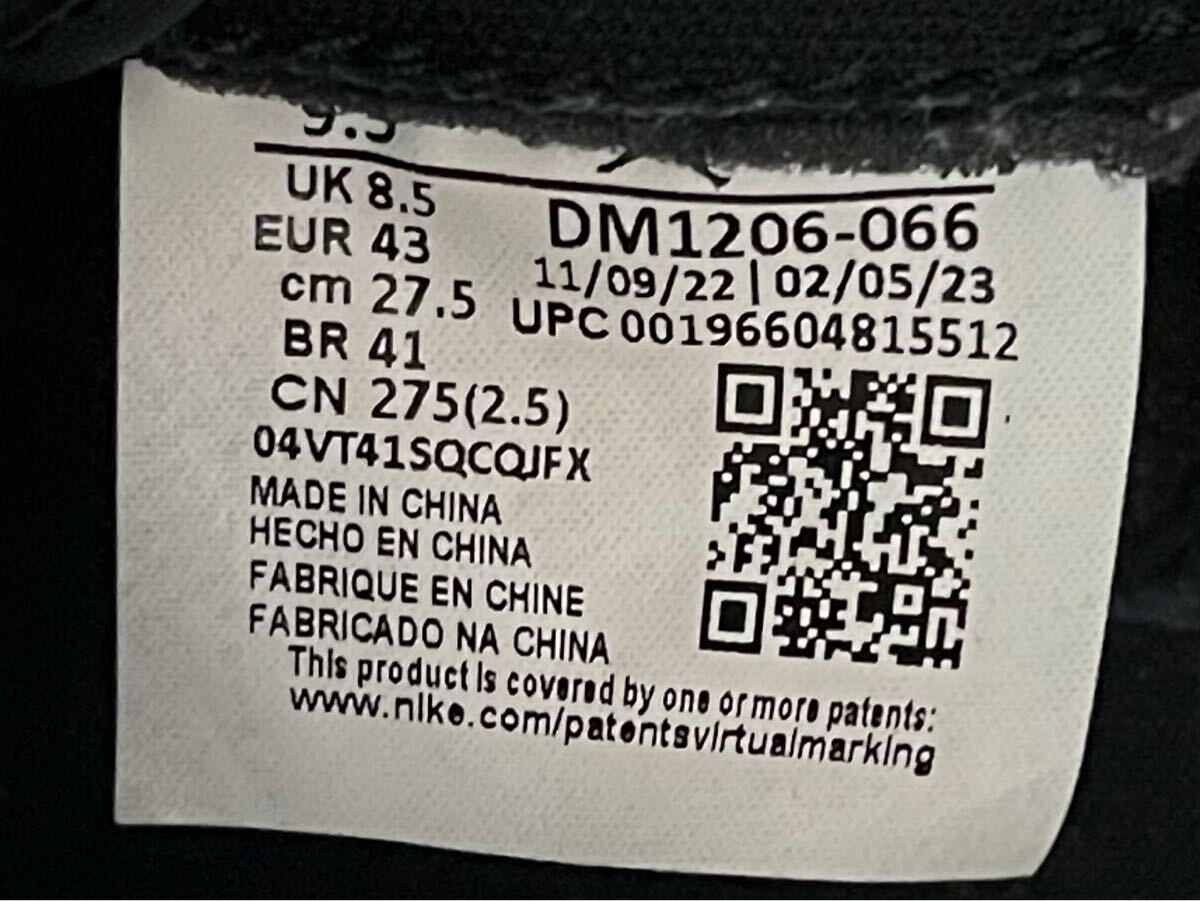 9.5
UK 8.5
EUR 43
cm 27.5
BR 41
CN 275(2.5)
DM1206-066
11/09/22 | 02/05/23
UPC 00196604815512
04VT41SQCQJFX
MADE IN CHINA
HECHO EN CHINA
FABRIQUE EN CHINE
FABRICADO NA CHINA
This product is covered by one or more patents:
www.nike.com/patentsvirtualmarking